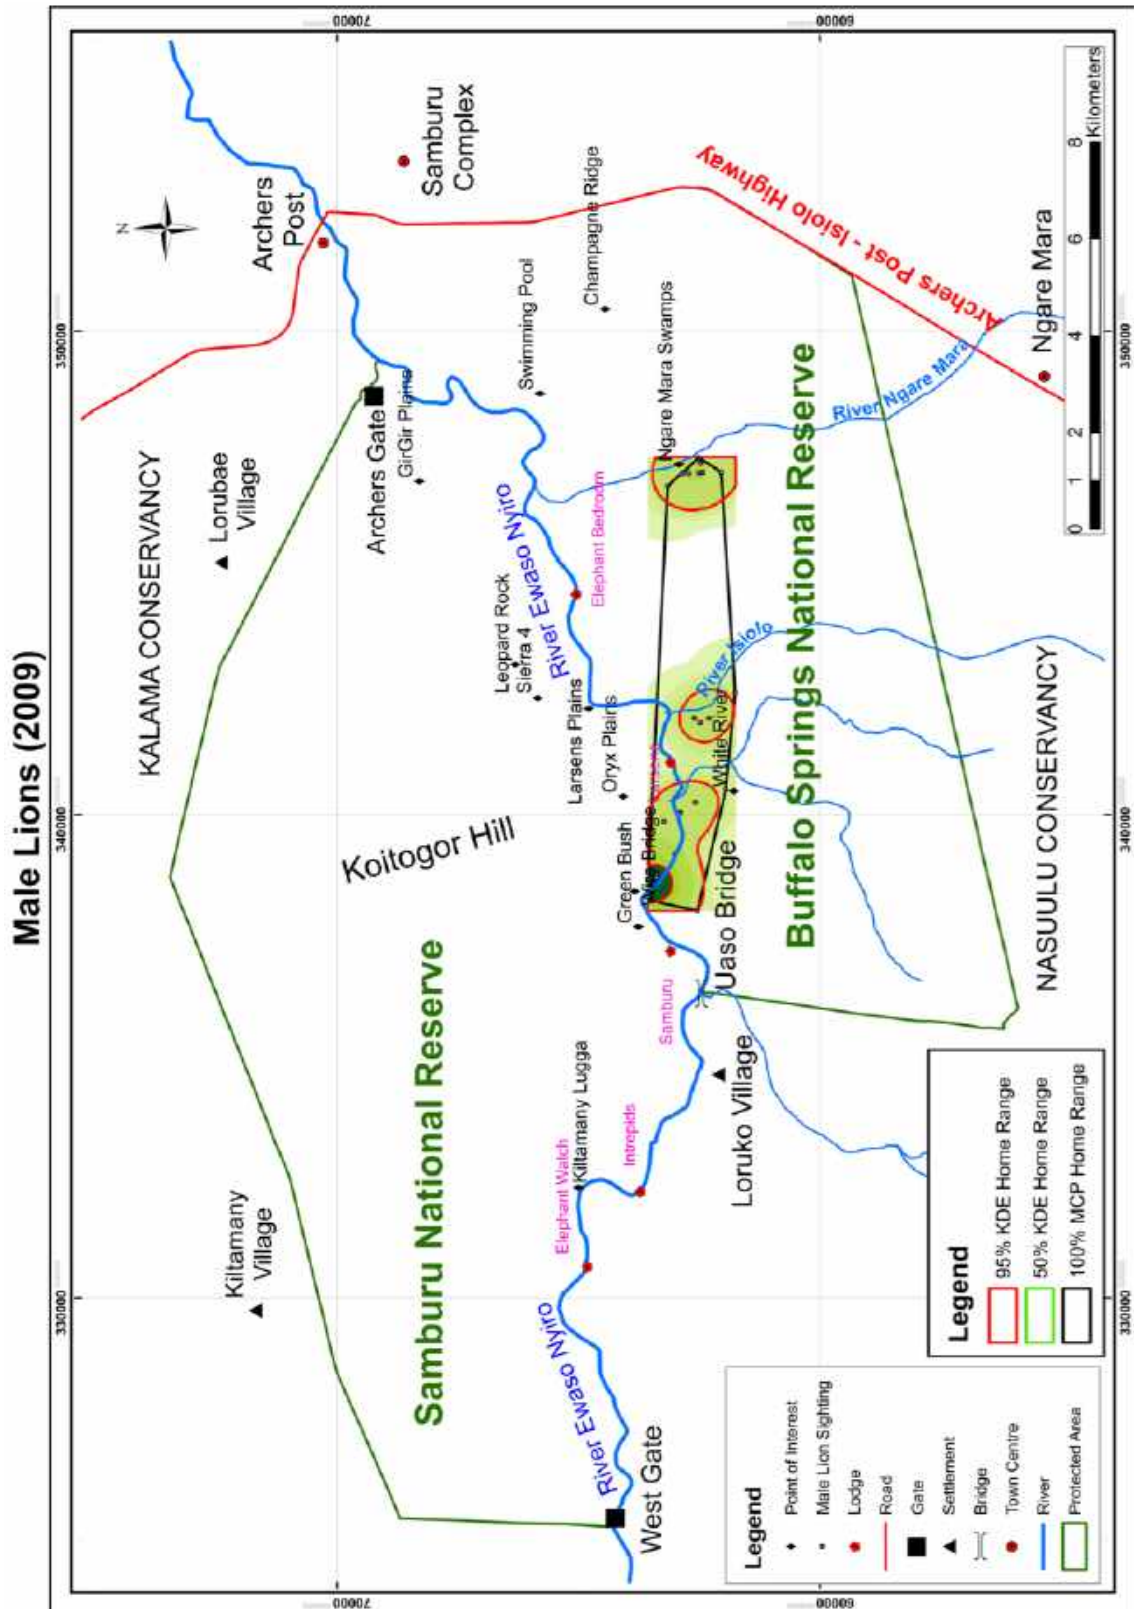 Male Lions (2009)
350000
340000
330000
70000
70000
60000
60000
350000
340000
330000
N
KALAMA CONSERVANCY
Lorubae
Village
Kiltamany
Village
Archers
Post
Samburu
Complex
Archers Gate
GirGir Plains
Swimming Pool
Champagne Ridge
Koitogor Hill
Samburu National Reserve
Leopard Rock
Sierra 4
River Ewaso Nyiro
Elephant Bedroom
Larsens Plains
Oryx Plains
Green Bush
Bridge
Ngare Mara Swamps
River Ngare Mara
Archers Post - Isiolo Highway
Ngare Mara
River Isiolo
White River
Uaso Bridge
Buffalo Springs National Reserve
NASUULU CONSERVANCY
Samburu
Loruko Village
Intrepids
Elephant Watch
Kiltamany Lugga
River Ewaso Nyiro
West Gate
Legend
Point of Interest
Male Lion Sighting
Lodge
Road
Gate
Settlement
Bridge
Town Centre
River
Protected Area
Legend
95% KDE Home Range
50% KDE Home Range
100% MCP Home Range
0 1 2 4 6 8
Kilometers